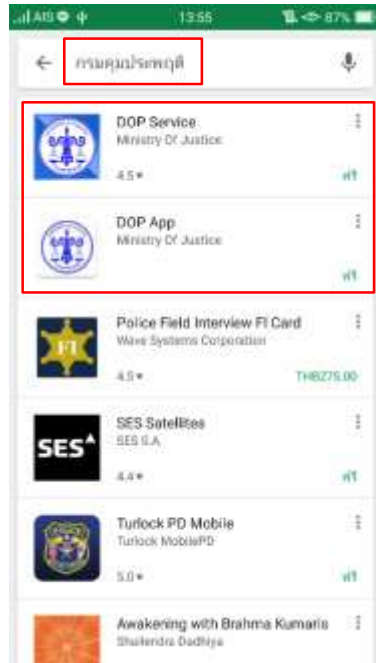 AIS 13:55 87%
กรมคุมประพฤติ
DOP Service
Ministry Of Justice
4.5★
ฟรี
DOP App
Ministry Of Justice
ฟรี
Police Field Interview FI Card
Wave Systems Corporation
4.5★
THB275.00
SES Satellites
SES S.A.
4.4★
ฟรี
Turlock PD Mobile
Turlock MobilePD
5.0★
ฟรี
Awakening with Brahma Kumaris
Shailendra Dadhiya
FI
SES▲